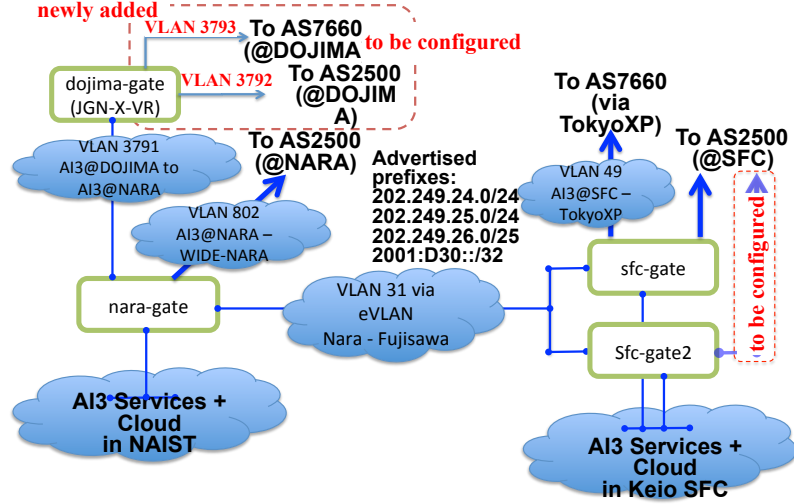 newly added
VLAN 3793
To AS7660
(@DOJIMA
to be configured
dojima-gate
(JGN-X-VR)
VLAN 3792
To AS2500
(@DOJIM
A)
VLAN 3791
AI3@DOJIMA to
AI3@NARA
To AS2500
(@NARA)
VLAN 802
AI3@NARA –
WIDE-NARA
Advertised
prefixes:
202.249.24.0/24
202.249.25.0/24
202.249.26.0/25
2001:D30::/32
To AS7660
(via
TokyoXP)
To AS2500
(@SFC)
VLAN 49
AI3@SFC –
TokyoXP
to be configured
nara-gate
VLAN 31 via
eVLAN
Nara - Fujisawa
sfc-gate
Sfc-gate2
AI3 Services +
Cloud
in NAIST
AI3 Services +
Cloud
in Keio SFC